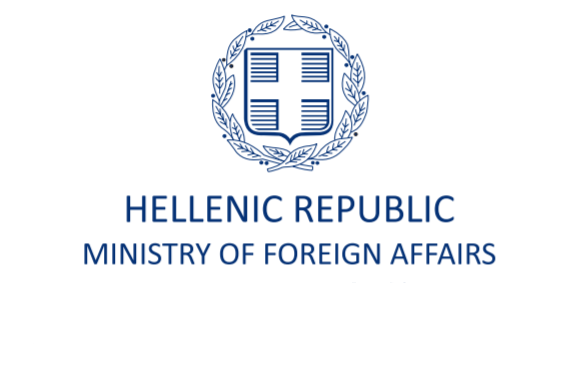 HELLENIC REPUBLIC
MINISTRY OF FOREIGN AFFAIRS